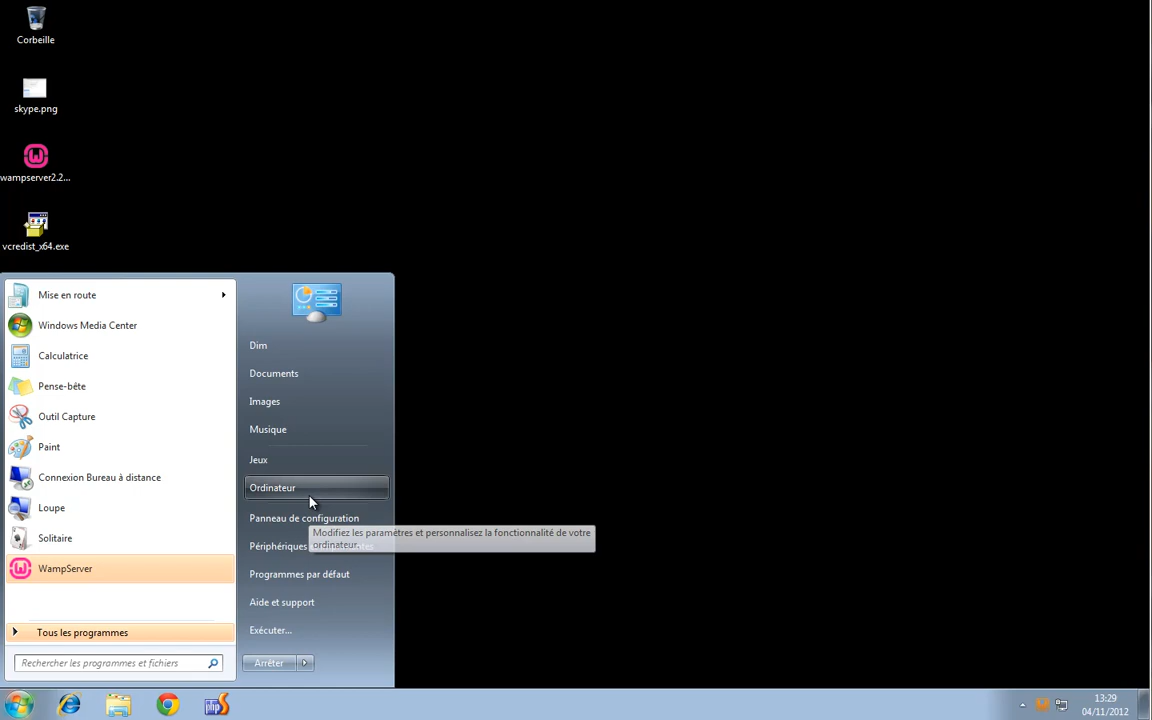 Corbeille
skype.png
wampserver2.2...
vcredist_x64.exe
Mise en route
Windows Media Center
Calculatrice
Pense-bête
Outil Capture
Paint
Connexion Bureau à distance
Loupe
Solitaire
WampServer
Tous les programmes
Rechercher les programmes et fichiers
Dim
Documents
Images
Musique
Jeux
Ordinateur
Panneau de configuration
Modifiez les paramètres et personnalisez la fonctionnalité de votre
ordinateur.
Périphériques
Programmes par défaut
Aide et support
Exécuter...
Arrêter
php
13:29
04/11/2012